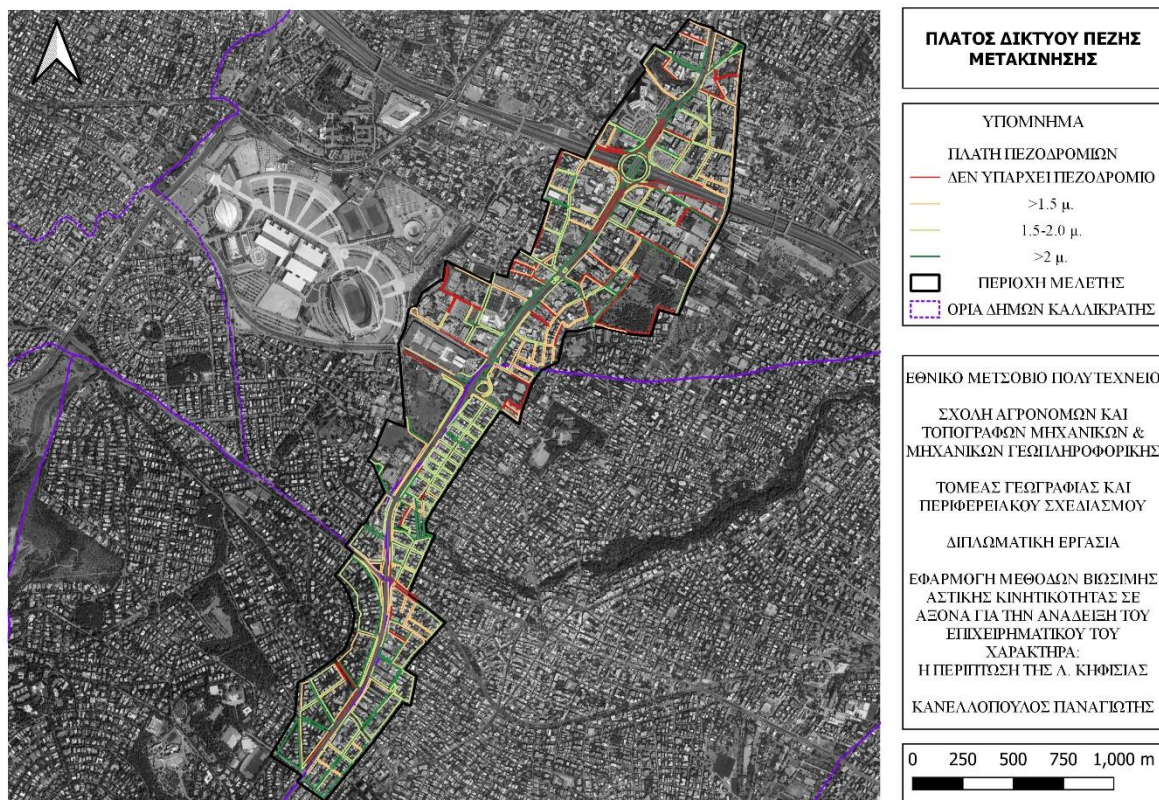 ΠΛΑΤΟΣ ΔΙΚΤΥΟΥ ΠΕΖΗΣ
ΜΕΤΑΚΙΝΗΣΗΣ
ΥΠΟΜΝΗΜΑ
ΠΛΑΤΗ ΠΕΖΟΔΡΟΜΙΩΝ
ΔΕΝ ΥΠΑΡΧΕΙ ΠΕΖΟΔΡΟΜΙΟ
>1.5 μ.
1.5-2.0 μ.
>2 μ.
ΠΕΡΙΟΧΗ ΜΕΛΕΤΗΣ
ΟΡΙΑ ΔΗΜΩΝ ΚΑΛΛΙΚΡΑΤΗΣ
ΕΘΝΙΚΟ ΜΕΤΣΟΒΙΟ ΠΟΛΥΤΕΧΝΕΙΟ
ΣΧΟΛΗ ΑΓΡΟΝΟΜΩΝ ΚΑΙ
ΤΟΠΟΓΡΑΦΩΝ ΜΗΧΑΝΙΚΩΝ &
ΜΗΧΑΝΙΚΩΝ ΓΕΩΠΛΗΡΟΦΟΡΙΚΗΣ
ΤΟΜΕΑΣ ΓΕΩΓΡΑΦΙΑΣ ΚΑΙ
ΠΕΡΙΦΕΡΕΙΑΚΟΥ ΣΧΕΔΙΑΣΜΟΥ
ΔΙΠΛΩΜΑΤΙΚΗ ΕΡΓΑΣΙΑ
ΕΦΑΡΜΟΓΗ ΜΕΘΟΔΩΝ ΒΙΩΣΙΜΗΣ
ΑΣΤΙΚΗΣ ΚΙΝΗΤΙΚΟΤΗΤΑΣ ΣΕ
ΑΞΟΝΑ ΓΙΑ ΤΗΝ ΑΝΑΔΕΙΞΗ ΤΟΥ
ΕΠΙΧΕΙΡΗΜΑΤΙΚΟΥ ΤΟΥ
ΧΑΡΑΚΤΗΡΑ:
Η ΠΕΡΙΠΤΩΣΗ ΤΗΣ Λ. ΚΗΦΙΣΙΑΣ
ΚΑΝΕΛΛΟΠΟΥΛΟΣ ΠΑΝΑΓΙΩΤΗΣ
0 250 500 750 1,000 m